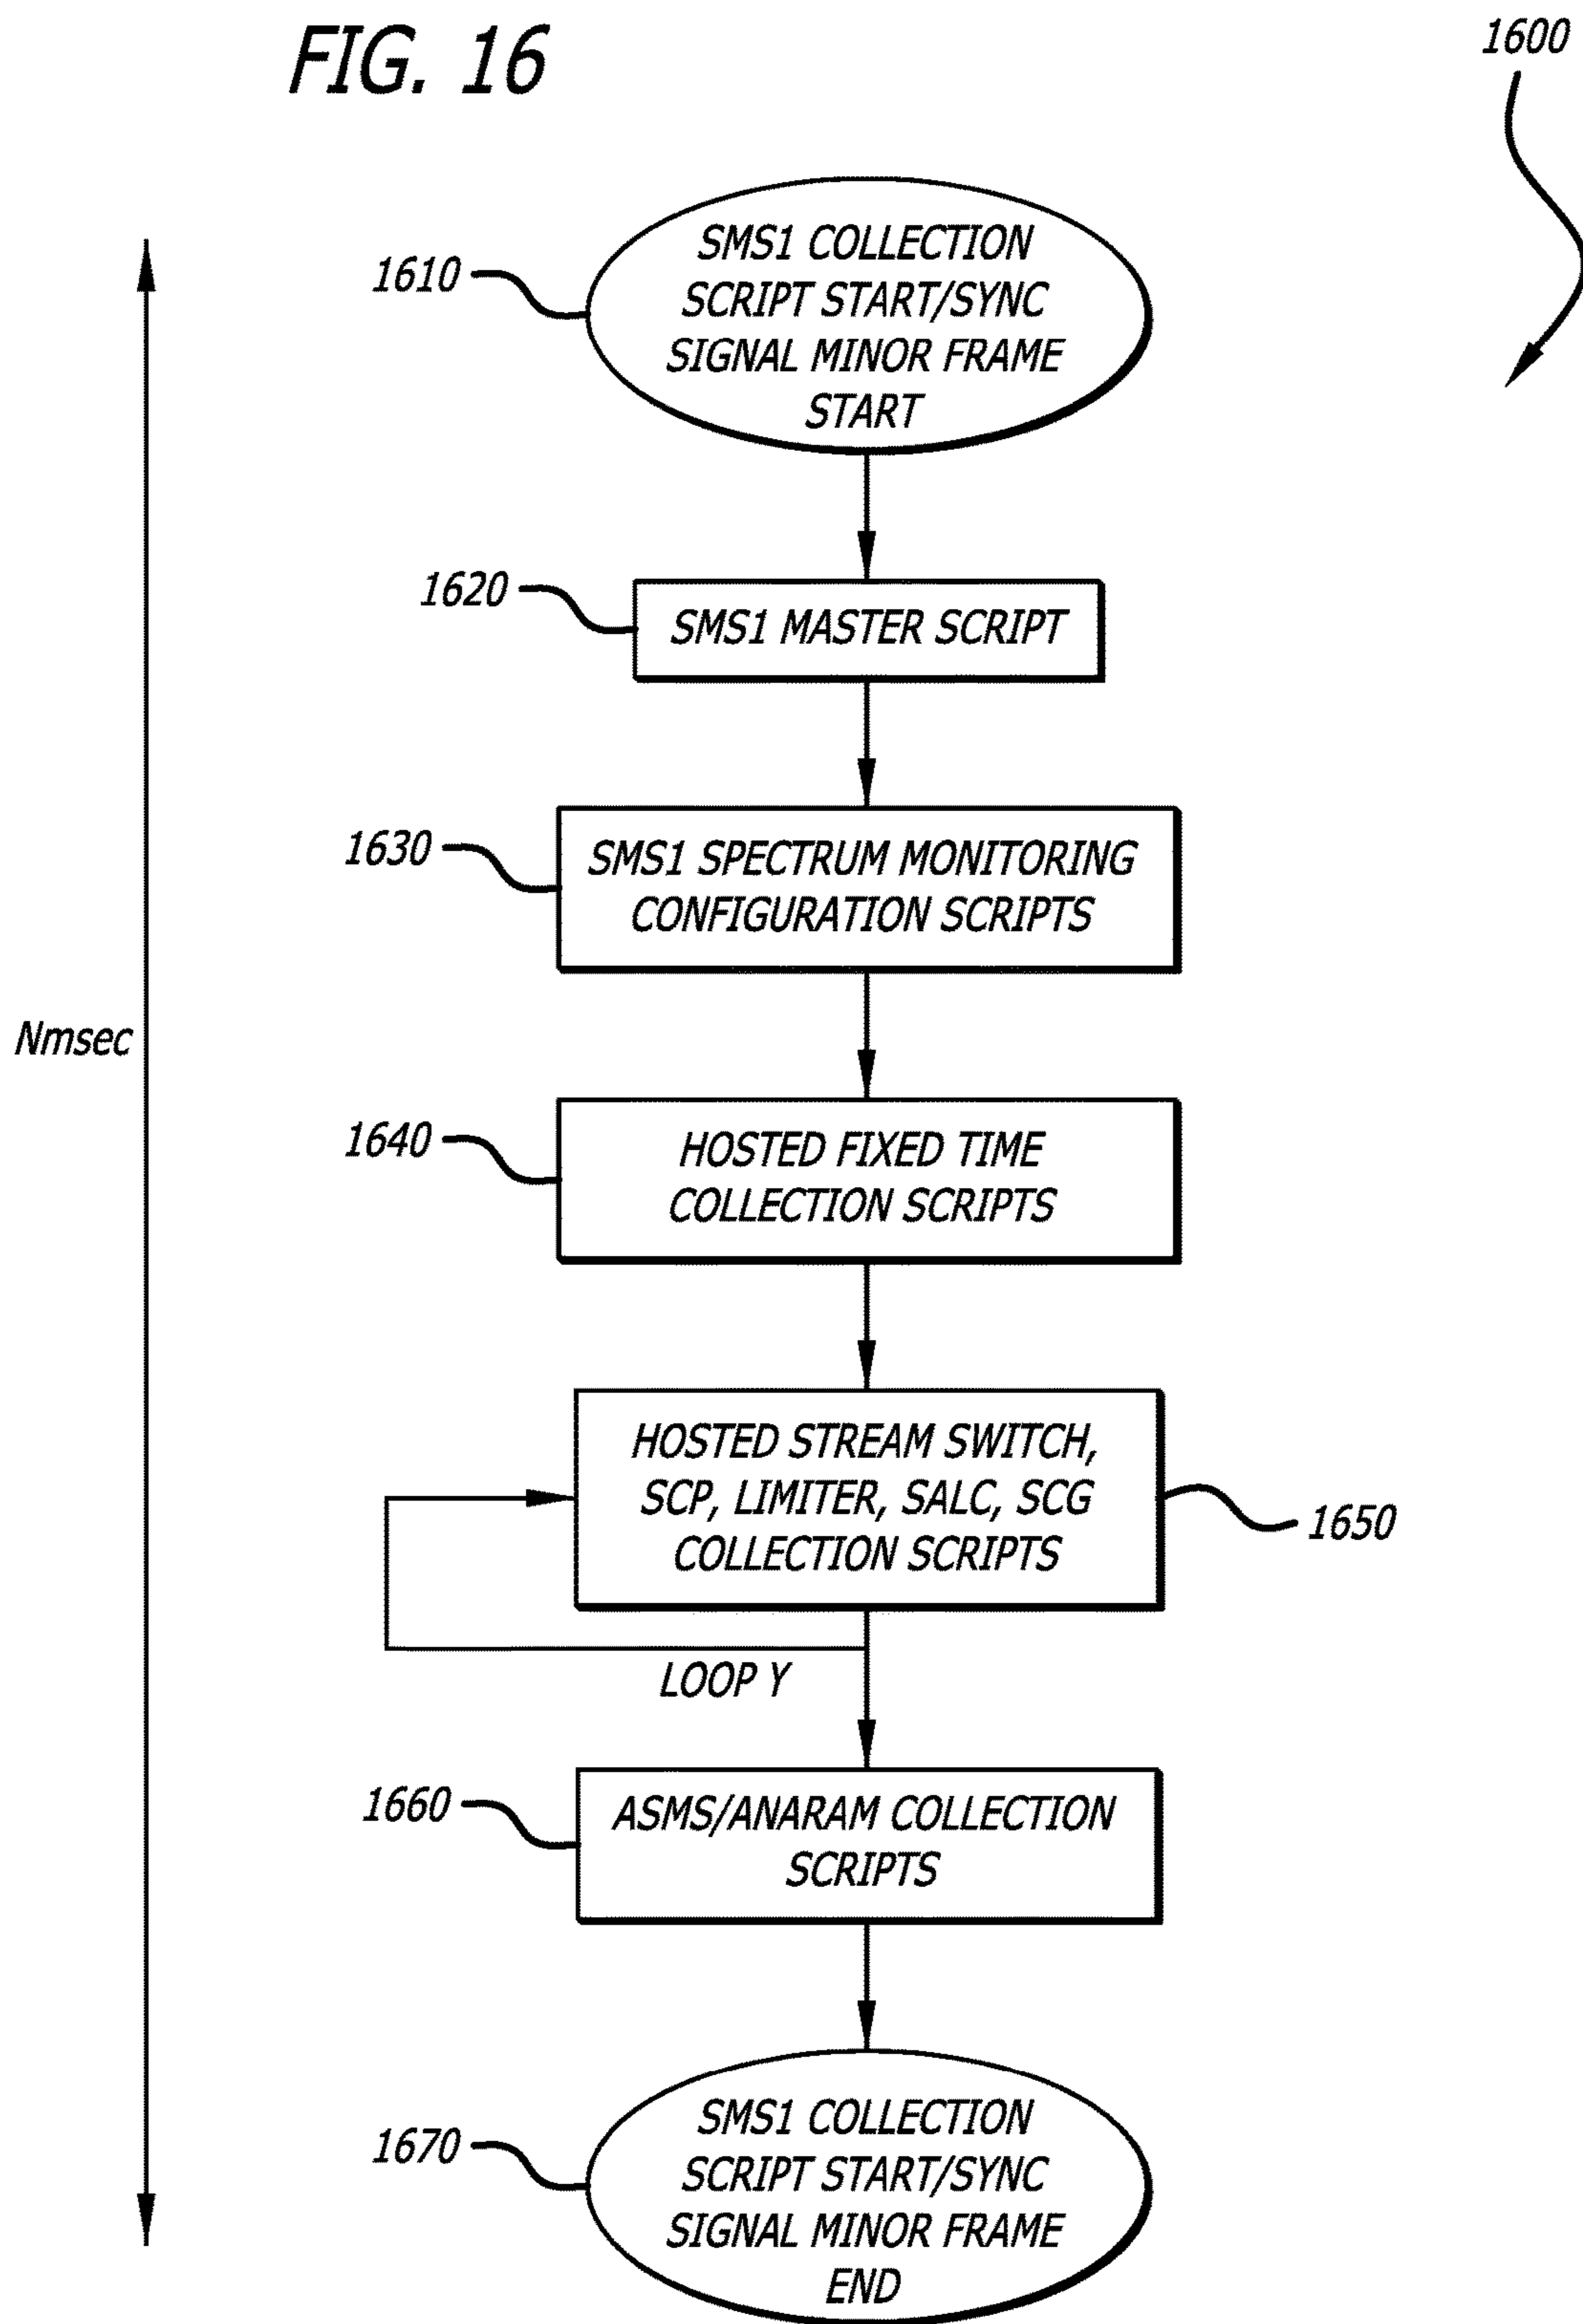 FIG. 16
1600
1610
SMS1 COLLECTION
SCRIPT START/SYNC
SIGNAL MINOR FRAME
START
1620
SMS1 MASTER SCRIPT
1630
SMS1 SPECTRUM MONITORING
CONFIGURATION SCRIPTS
Nmsec
1640
HOSTED FIXED TIME
COLLECTION SCRIPTS
HOSTED STREAM SWITCH,
SCP, LIMITER, SALC, SCG
COLLECTION SCRIPTS
1650
LOOP Y
1660
ASMS/ANARAM COLLECTION
SCRIPTS
1670
SMS1 COLLECTION
SCRIPT START/SYNC
SIGNAL MINOR FRAME
END